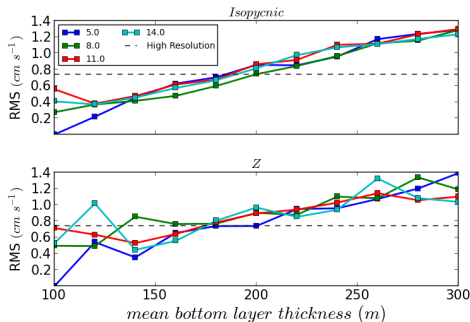 Isopycnic
1.4
1.2
1.0
0.8
0.6
0.4
0.2
RMS (cm s⁻¹)
5.0
8.0
11.0
14.0
High Resolution
Z
1.4
1.2
1.0
0.8
0.6
0.4
0.2
RMS (cm s⁻¹)
100 150 200 250 300
mean bottom layer thickness (m)